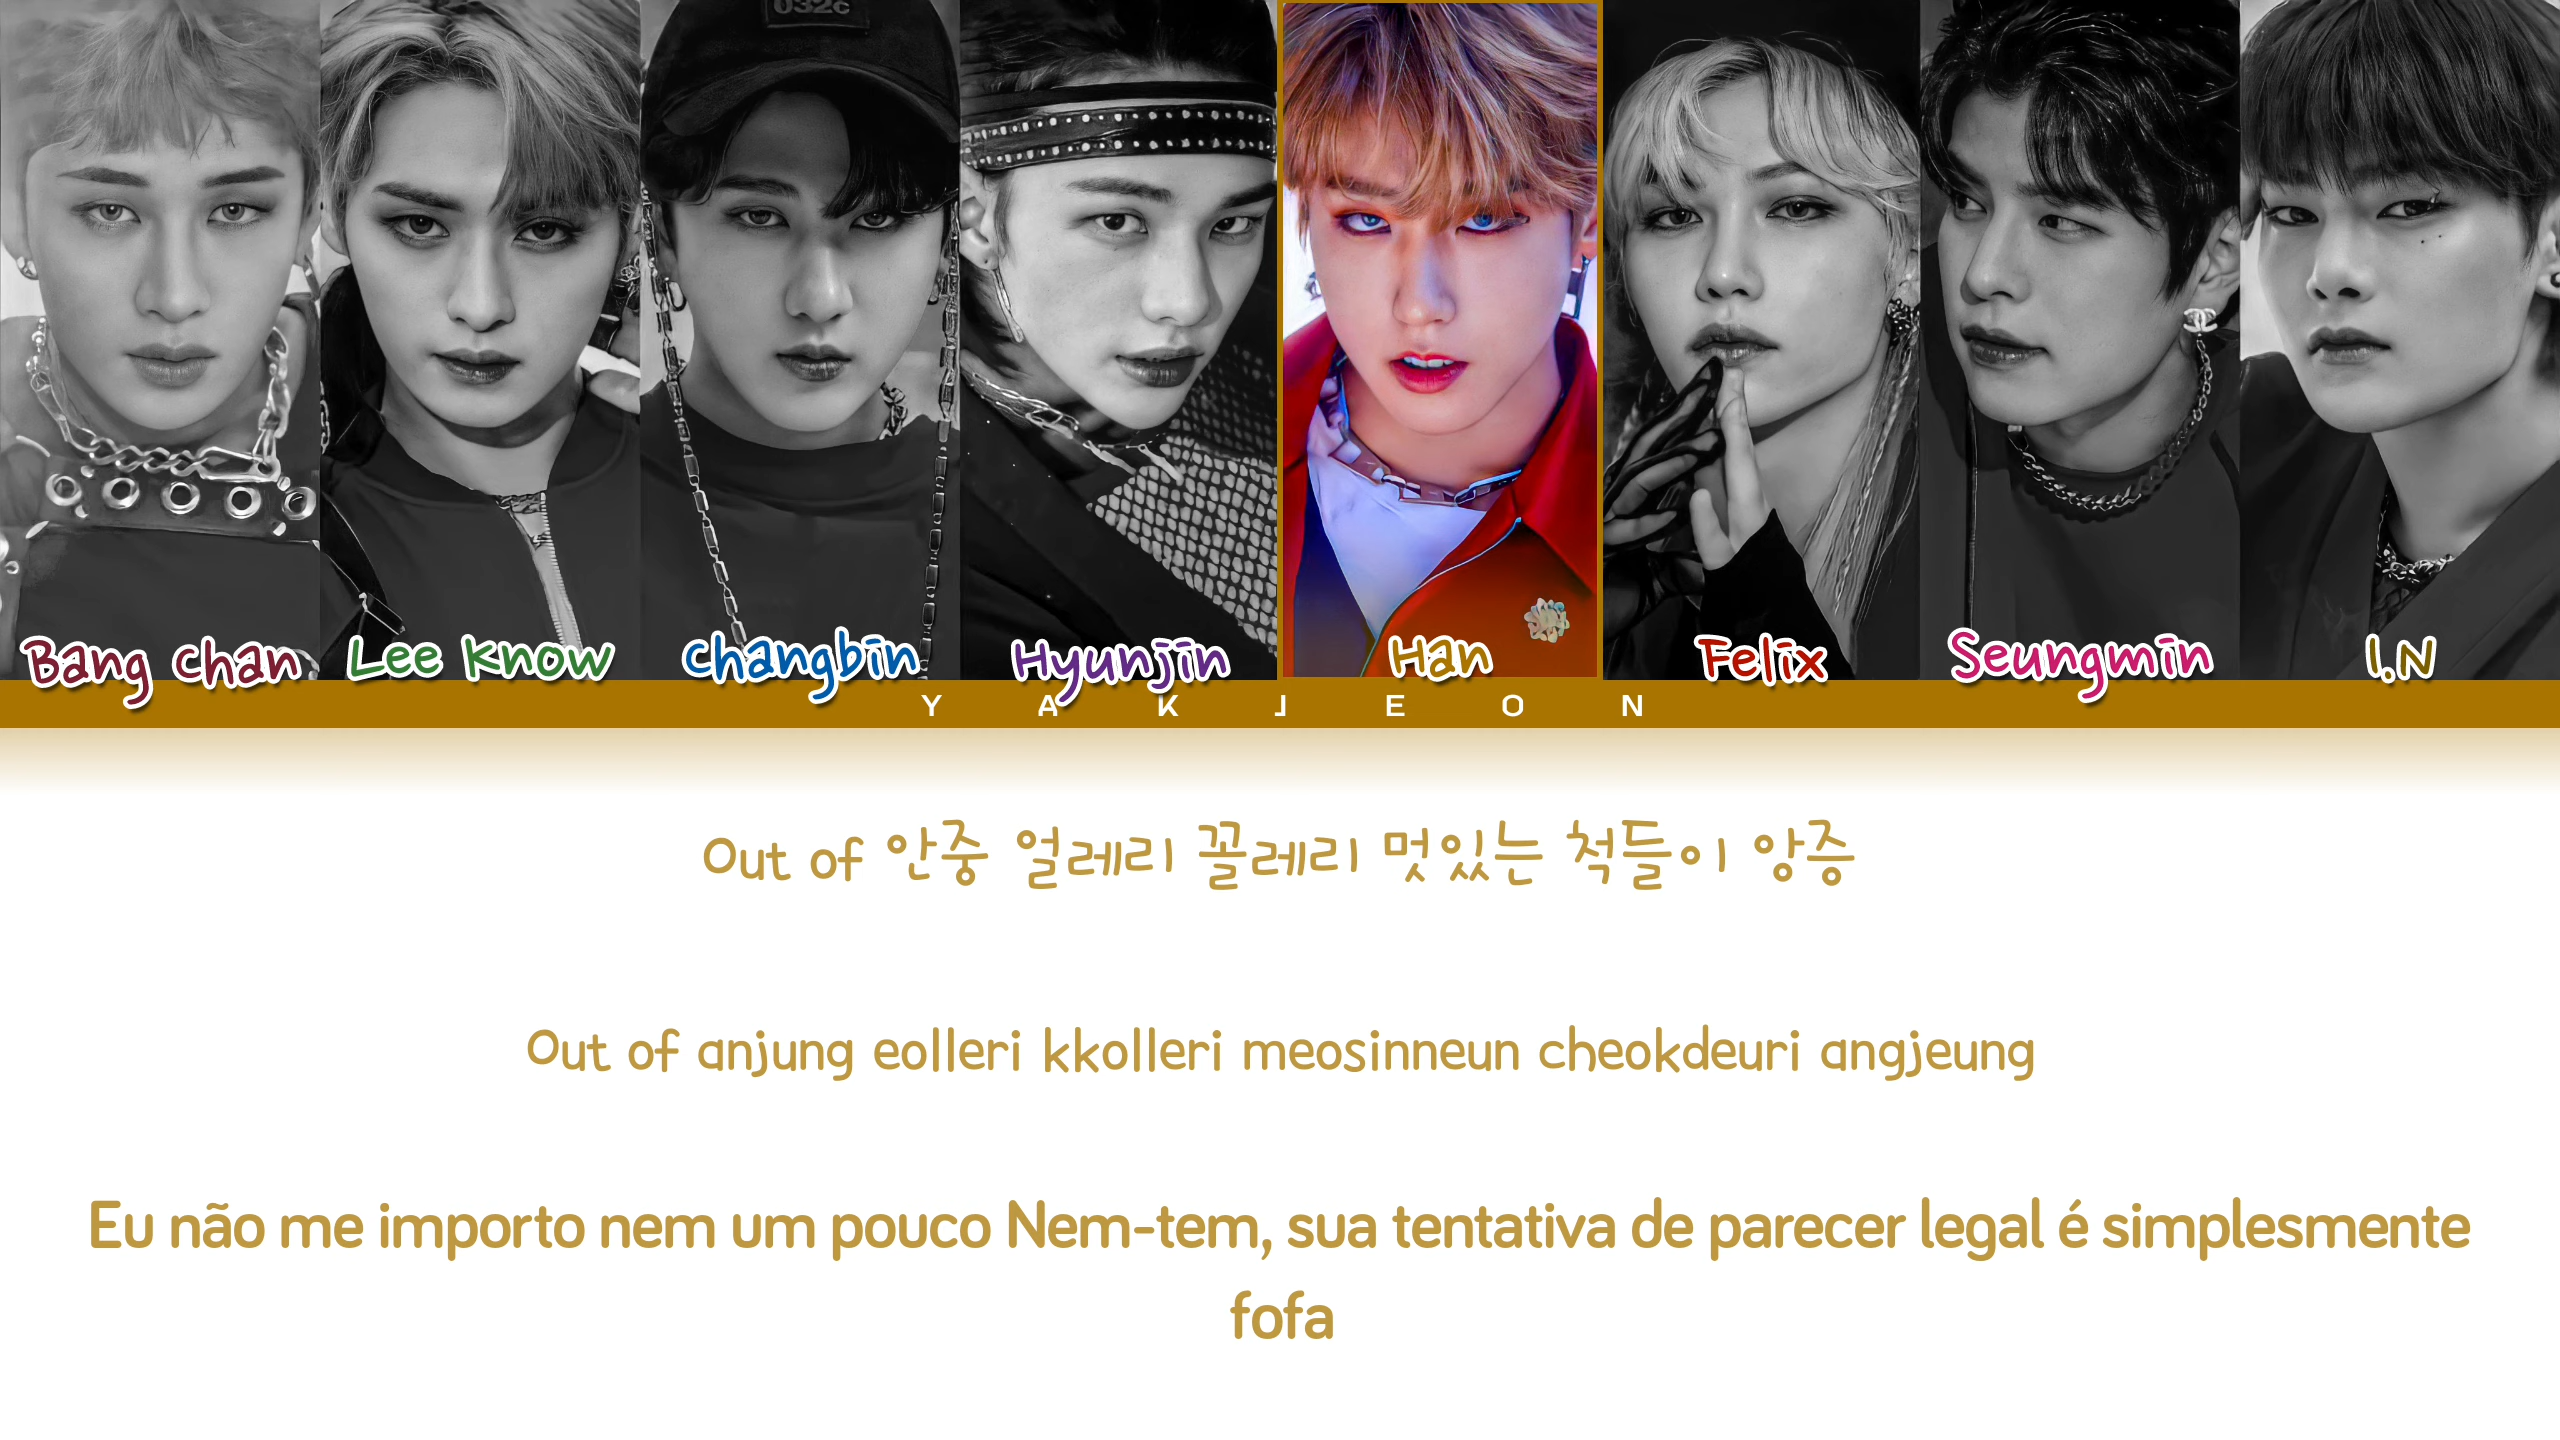 032c
Bang chan Lee Know changbin Hyunjin Han Felix Seungmin I.N
YAKJEON
Out of 안중 얼레리 꼴레리 멋있는 척들이 앙증
Out of anjung eolleri kkolleri meosinneun cheokdeuri angjeung
Eu não me importo nem um pouco Nem-tem, sua tentativa de parecer legal é simplesmente
fofa